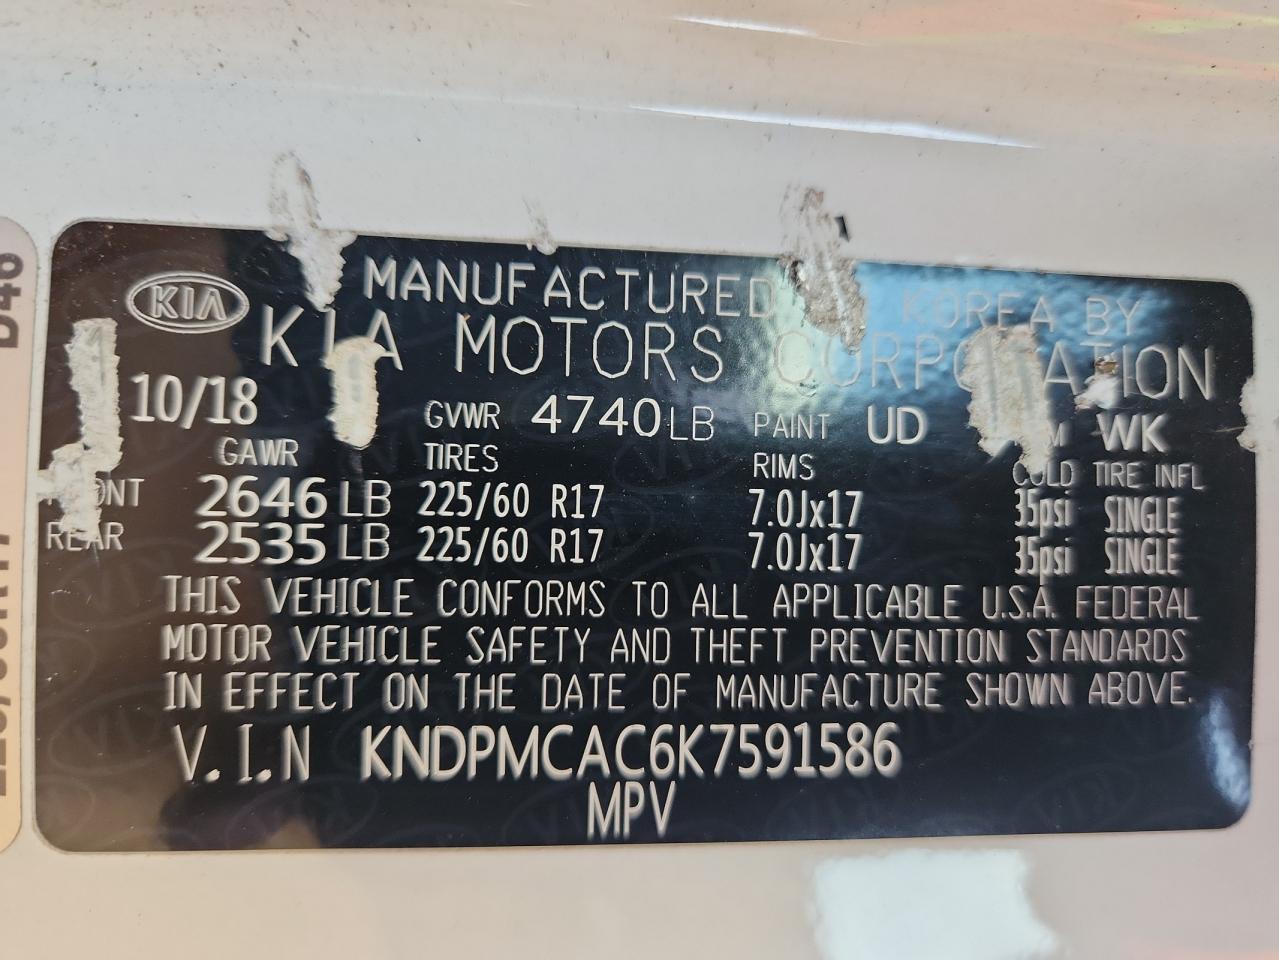 KIA
MANUFACTURED KOREA BY
KIA MOTORS CORPORATION
10/18 GVWR 4740LB PAINT UD WK
GAWR TIRES RIMS COLD TIRE INFL
FRONT 2646 LB 225/60 R17 7.0Jx17 35psi SINGLE
REAR 2535 LB 225/60 R17 7.0Jx17 35psi SINGLE
THIS VEHICLE CONFORMS TO ALL APPLICABLE U.S.A. FEDERAL
MOTOR VEHICLE SAFETY AND THEFT PREVENTION STANDARDS
IN EFFECT ON THE DATE OF MANUFACTURE SHOWN ABOVE.
V.I.N KNDPMCAC6K7591586
MPV